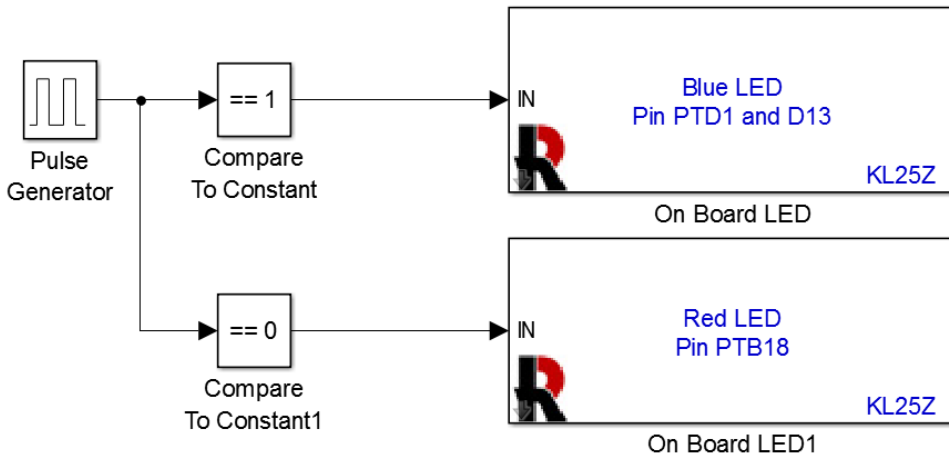 Pulse
Generator
== 1
Compare
To Constant
IN
Blue LED
Pin PTD1 and D13
KL25Z
On Board LED
== 0
Compare
To Constant1
IN
Red LED
Pin PTB18
KL25Z
On Board LED1